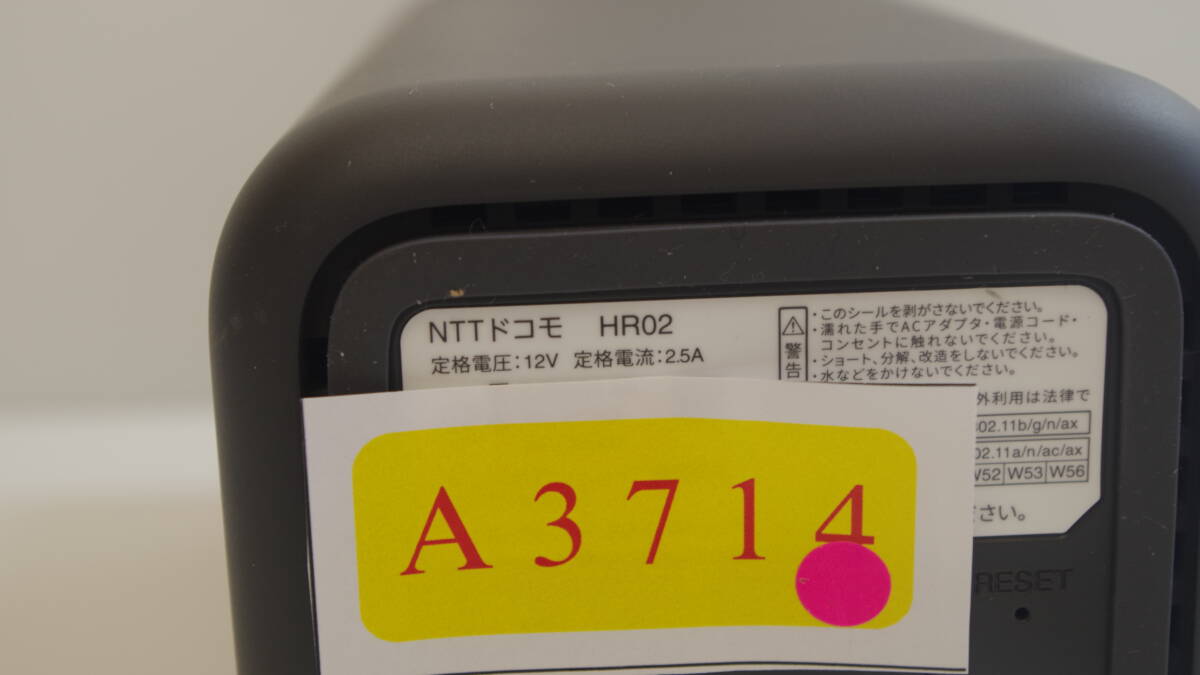 NTTドコモ HR02
定格電圧:12V 定格電流:2.5A
警告
・このシールを剥がさないでください。
・濡れた手でACアダプタ・電源コード・
コンセントに触れないでください。
・ショート、分解、改造をしないでください。
・水などをかけないでください。
外利用は法律で
02.11b/g/n/ax
02.11a/n/ac/ax
W52 W53 W56
ださい。
A3714
RESET